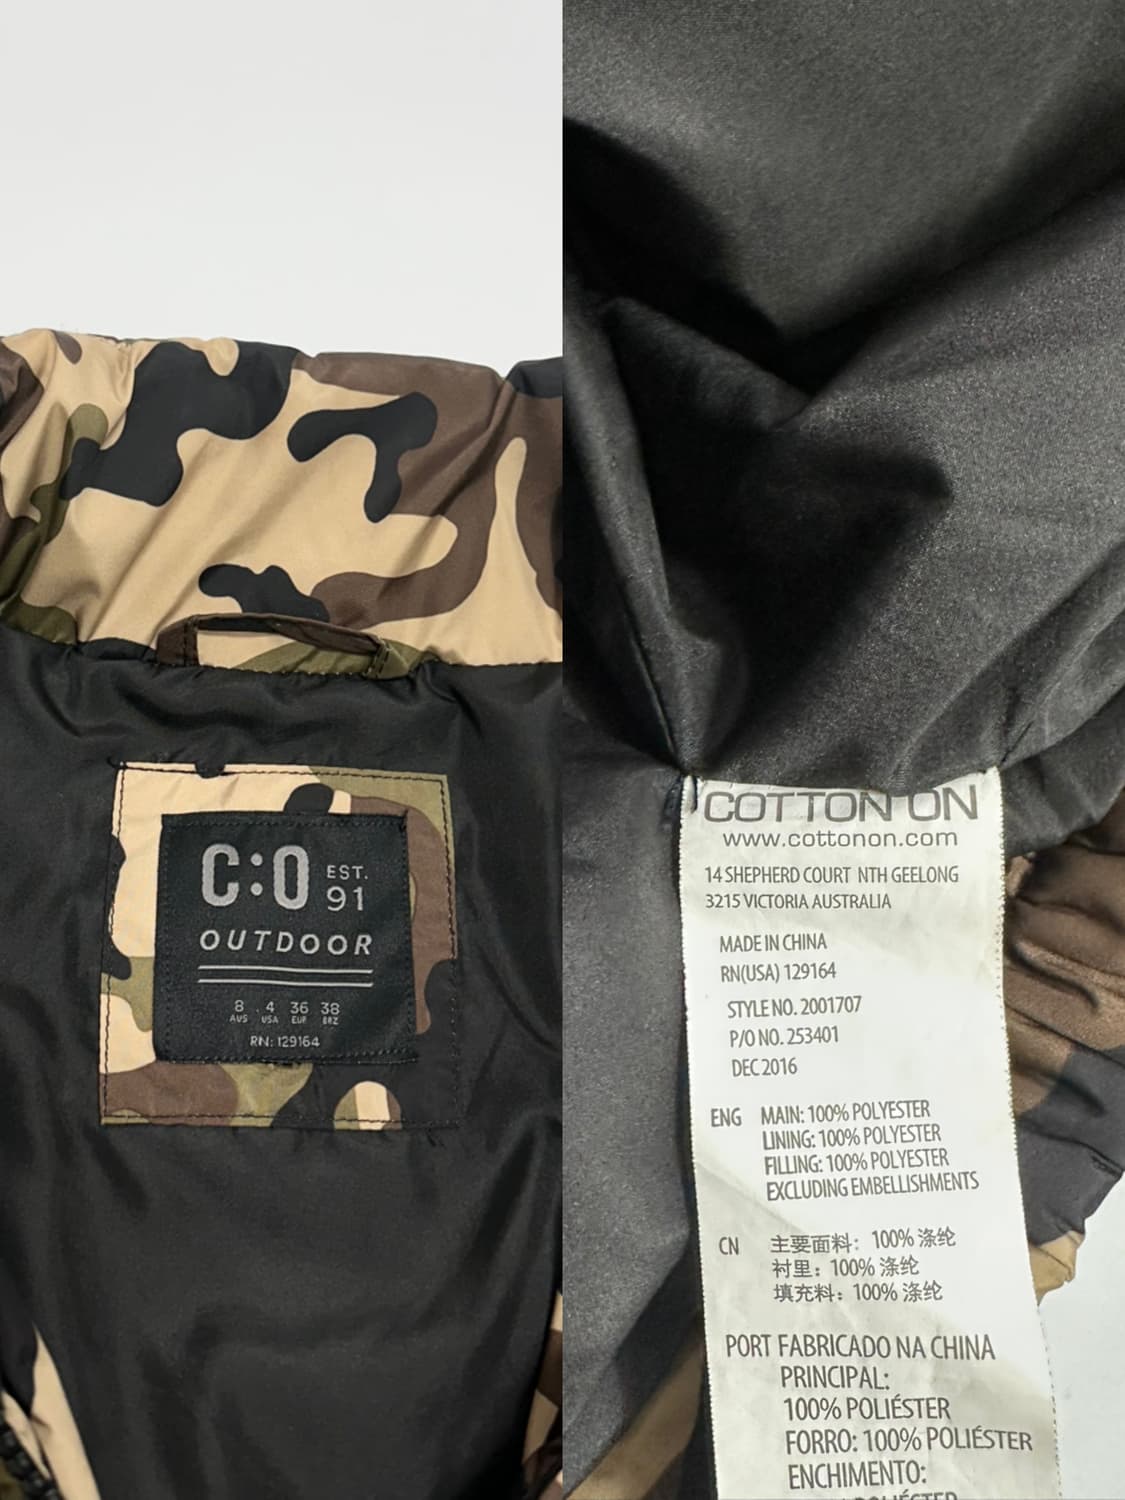 C:O EST.
91
OUTDOOR
8 4 36 38
AUS USA EUR BRZ
RN: 129164
COTTON ON
www.cottonon.com
14 SHEPHERD COURT NTH GEELONG
3215 VICTORIA AUSTRALIA
MADE IN CHINA
RN(USA) 129164
STYLE NO. 2001707
P/O NO. 253401
DEC 2016
ENG MAIN: 100% POLYESTER
LINING: 100% POLYESTER
FILLING: 100% POLYESTER
EXCLUDING EMBELLISHMENTS
CN 主要面料: 100% 涤纶
衬里: 100% 涤纶
填充料: 100% 涤纶
PORT FABRICADO NA CHINA
PRINCIPAL:
100% POLIÉSTER
FORRO: 100% POLIÉSTER
ENCHIMENTO: